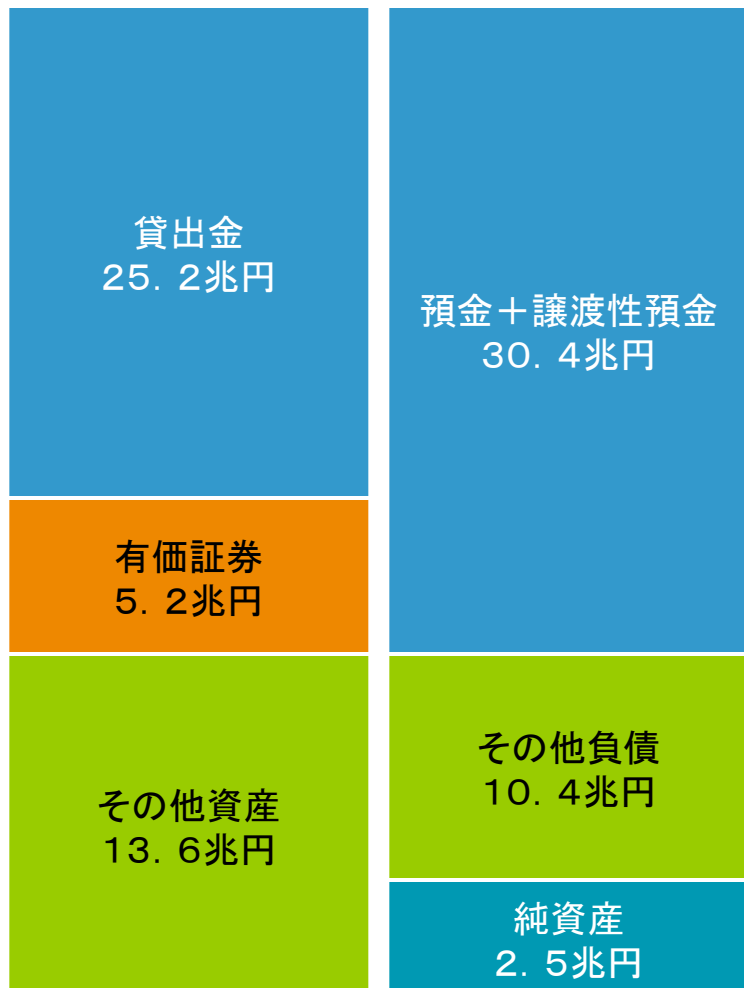 貸出金
25．2兆円
有価証券
5．2兆円
その他資産
13．6兆円
預金＋譲渡性預金
30．4兆円
その他負債
10．4兆円
純資産
2．5兆円